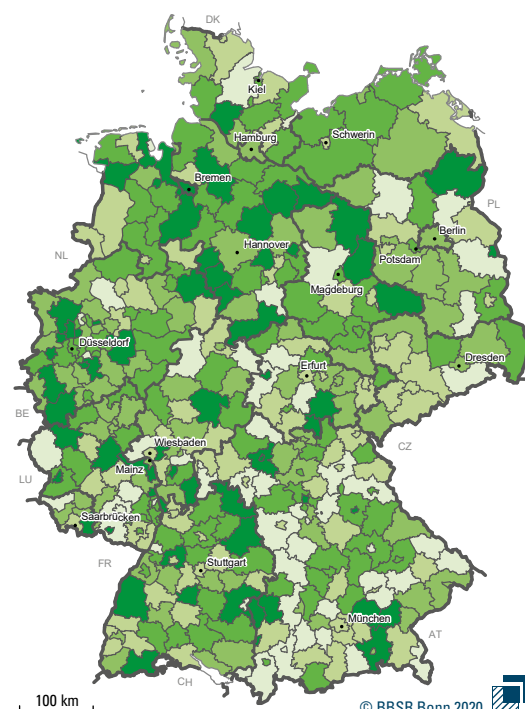 DK
Kiel
Hamburg
Schwerin
Bremen
PL
Berlin
NL
Hannover
Potsdam
Magdeburg
Düsseldorf
Erfurt
Dresden
BE
Wiesbaden
CZ
Mainz
LU
Saarbrücken
FR
Stuttgart
München
AT
CH
100 km
© BBSR Bonn 2020